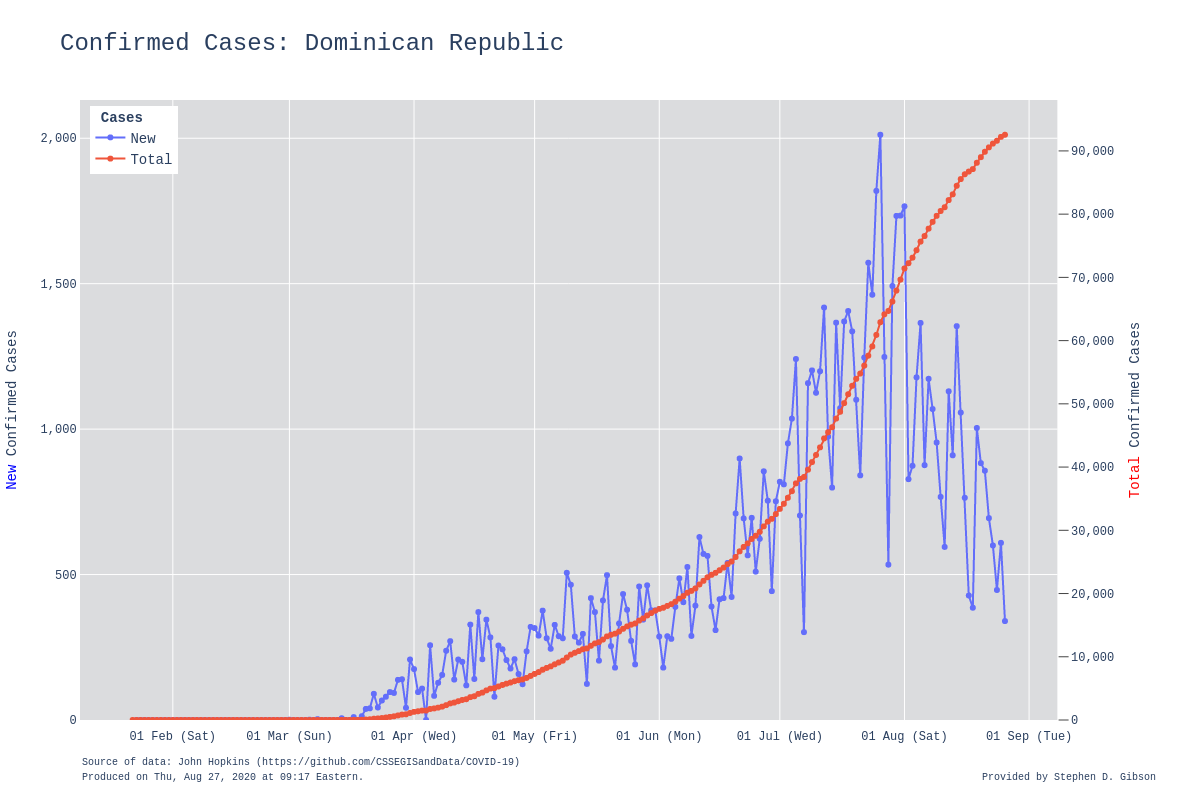 Confirmed Cases: Dominican Republic
Cases
New
Total
2,000
1,500
1,000
500
0
90,000
80,000
70,000
60,000
50,000
40,000
30,000
20,000
10,000
0
New Confirmed Cases
Total Confirmed Cases
01 Feb (Sat) 01 Mar (Sun) 01 Apr (Wed) 01 May (Fri) 01 Jun (Mon) 01 Jul (Wed) 01 Aug (Sat) 01 Sep (Tue)
Source of data: John Hopkins (https://github.com/CSSEGISandData/COVID-19)
Produced on Thu, Aug 27, 2020 at 09:17 Eastern.
Provided by Stephen D. Gibson